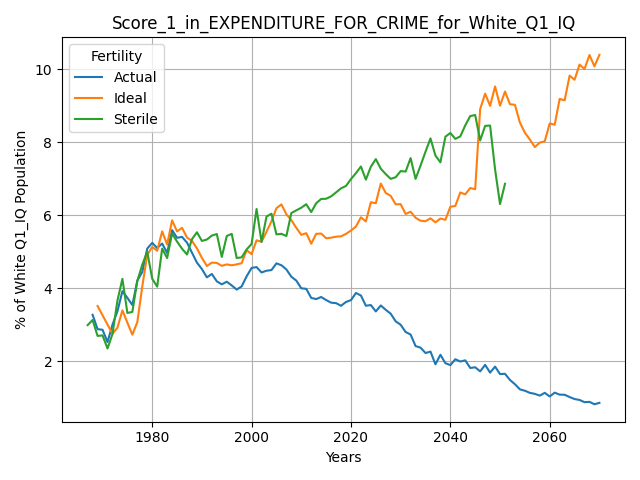 Score_1_in_EXPENDITURE_FOR_CRIME_for_White_Q1_IQ
Fertility
Actual
Ideal
Sterile
% of White Q1_IQ Population
10
8
6
4
2
1980 2000 2020 2040 2060
Years